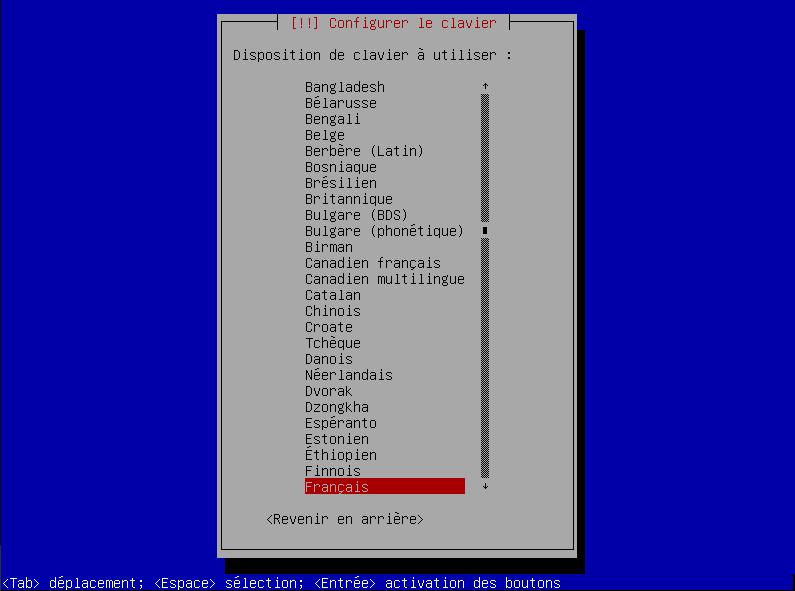 [!!] Configurer le clavier
Disposition de clavier à utiliser :
Bangladesh
Bélarusse
Bengali
Belge
Berbère (Latin)
Bosniaque
Brésilien
Britannique
Bulgare (BDS)
Bulgare (phonétique)
Birman
Canadien français
Canadien multilingue
Catalan
Chinois
Croate
Tchèque
Danois
Néerlandais
Dvorak
Dzongkha
Espéranto
Estonien
Éthiopien
Finnois
Français
<Revenir en arrière>
<Tab> déplacement; <Espace> sélection; <Entrée> activation des boutons